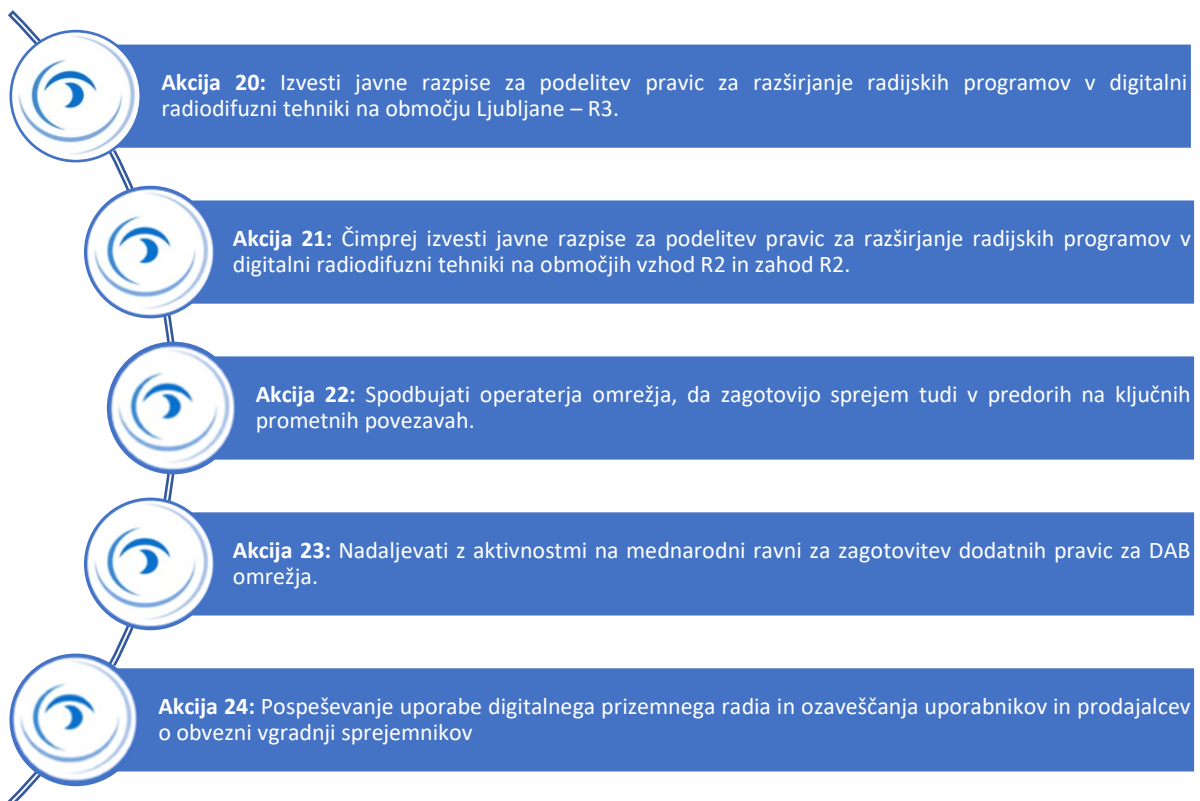 Akcija 20: Izvesti javne razpise za podelitev pravic za razširjanje radijskih programov v digitalni
radiodifuzni tehniki na območju Ljubljane – R3.
Akcija 21: Čimprej izvesti javne razpise za podelitev pravic za razširjanje radijskih programov v
digitalni radiodifuzni tehniki na območjih vzhod R2 in zahod R2.
Akcija 22: Spodbujati operaterja omrežja, da zagotovijo sprejem tudi v predorih na ključnih
prometnih povezavah.
Akcija 23: Nadaljevati z aktivnostmi na mednarodni ravni za zagotovitev dodatnih pravic za DAB
omrežja.
Akcija 24: Pospeševanje uporabe digitalnega prizemnega radia in ozaveščanja uporabnikov in prodajalcev
o obvezni vgradnji sprejemnikov